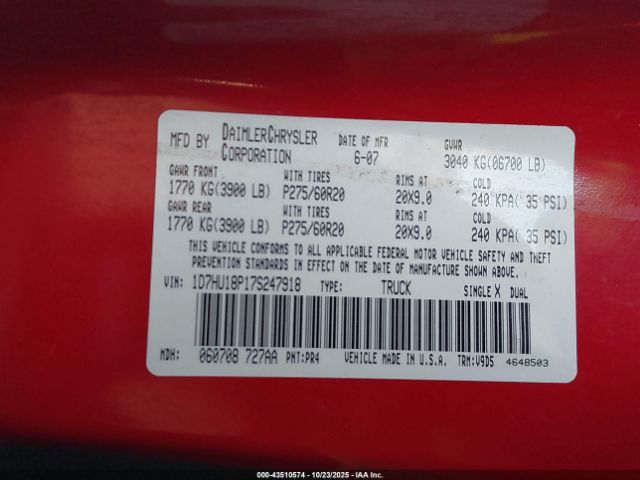 MFD BY DAIMLERCHRYSLER CORPORATION DATE OF MFR 6-07 GVWR 3040 KG(06700 LB)
GAWR FRONT WITH TIRES RIMS AT COLD
1770 KG(3900 LB) P275/60R20 20X9.0 240 KPA( 35 PSI)
GAWR REAR WITH TIRES RIMS AT COLD
1770 KG(3900 LB) P275/60R20 20X9.0 240 KPA( 35 PSI)
THIS VEHICLE CONFORMS TO ALL APPLICABLE FEDERAL MOTOR VEHICLE SAFETY AND THEFT
PREVENTION STANDARDS IN EFFECT ON THE DATE OF MANUFACTURE SHOWN ABOVE.
VIN: 1D7HU18P17S247918 TYPE: TRUCK SINGLE X DUAL
MDH: 060708 727AA PNT:PR4 VEHICLE MADE IN U.S.A. TRM:V9D5 4648503
000-43510574 - 10/23/2025 - IAA Inc.